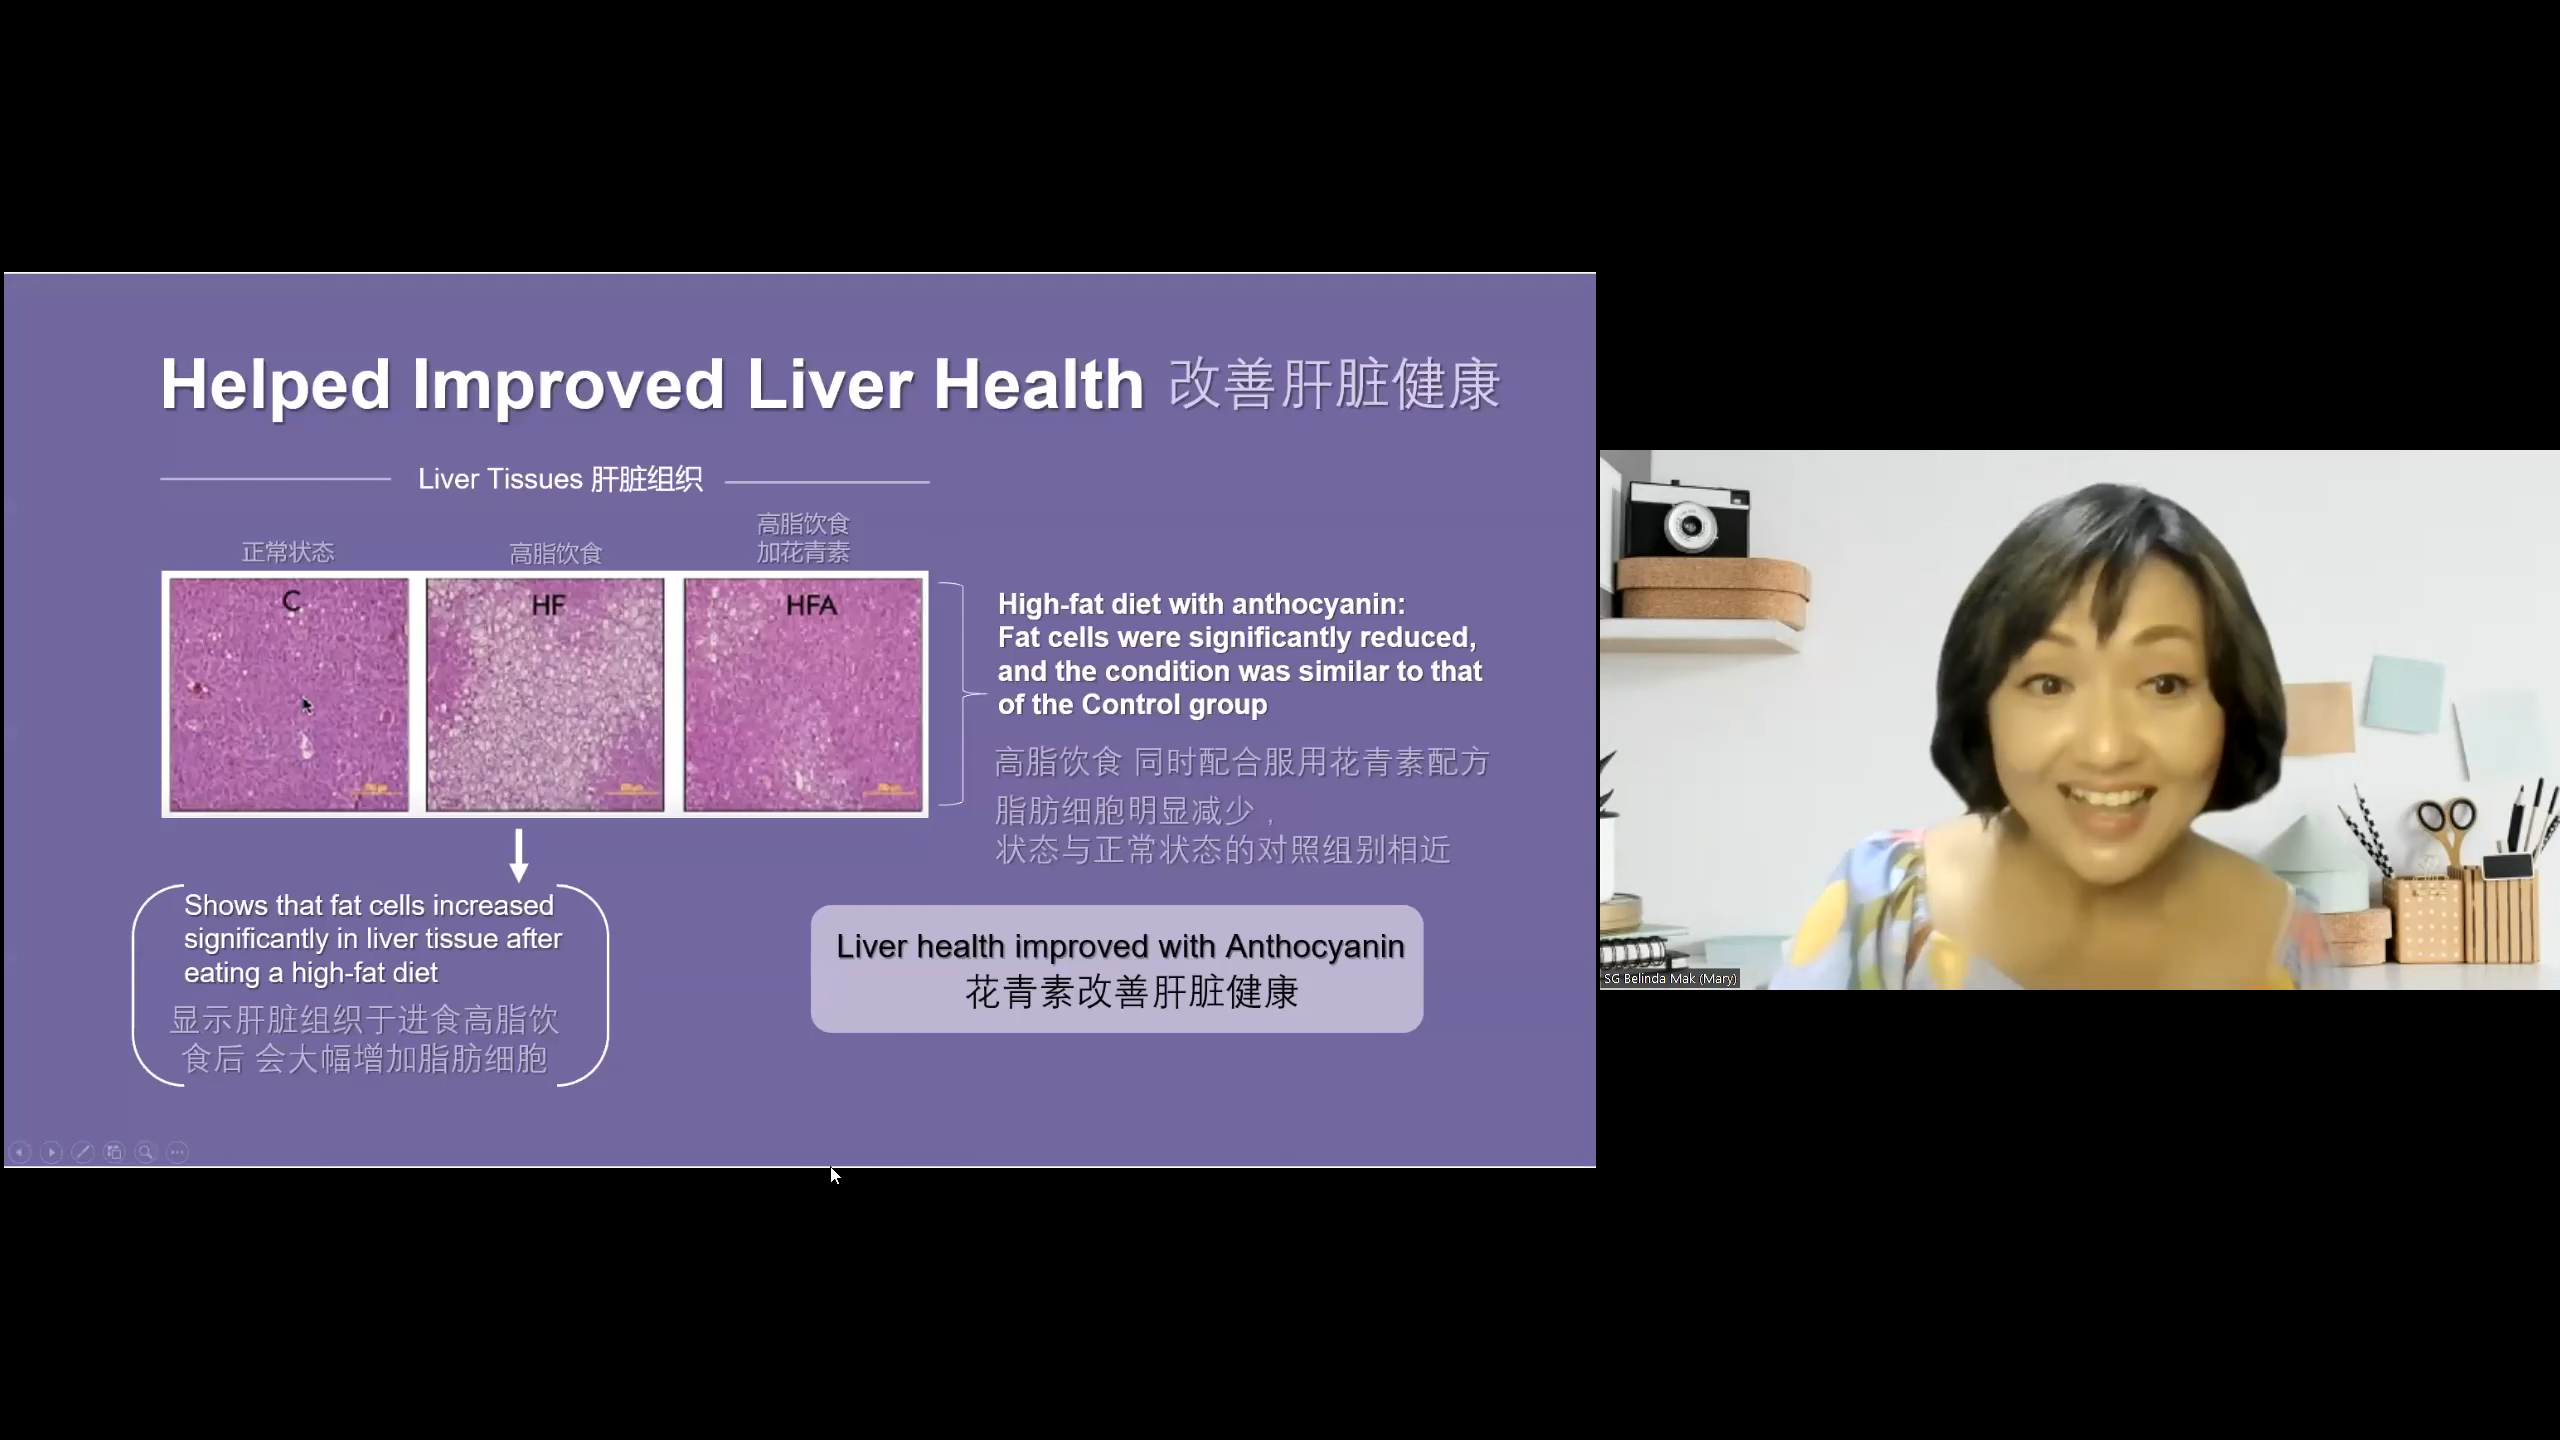 Helped Improved Liver Health 改善肝脏健康
Liver Tissues 肝脏组织
正常状态
高脂饮食
高脂饮食
加花青素
C
HF
HFA
High-fat diet with anthocyanin:
Fat cells were significantly reduced,
and the condition was similar to that
of the Control group
高脂饮食 同时配合服用花青素配方
脂肪细胞明显减少，
状态与正常状态的对照组别相近
Shows that fat cells increased
significantly in liver tissue after
eating a high-fat diet
显示肝脏组织于进食高脂饮
食后 会大幅增加脂肪细胞
Liver health improved with Anthocyanin
花青素改善肝脏健康
SG Belinda Mak (Mary)